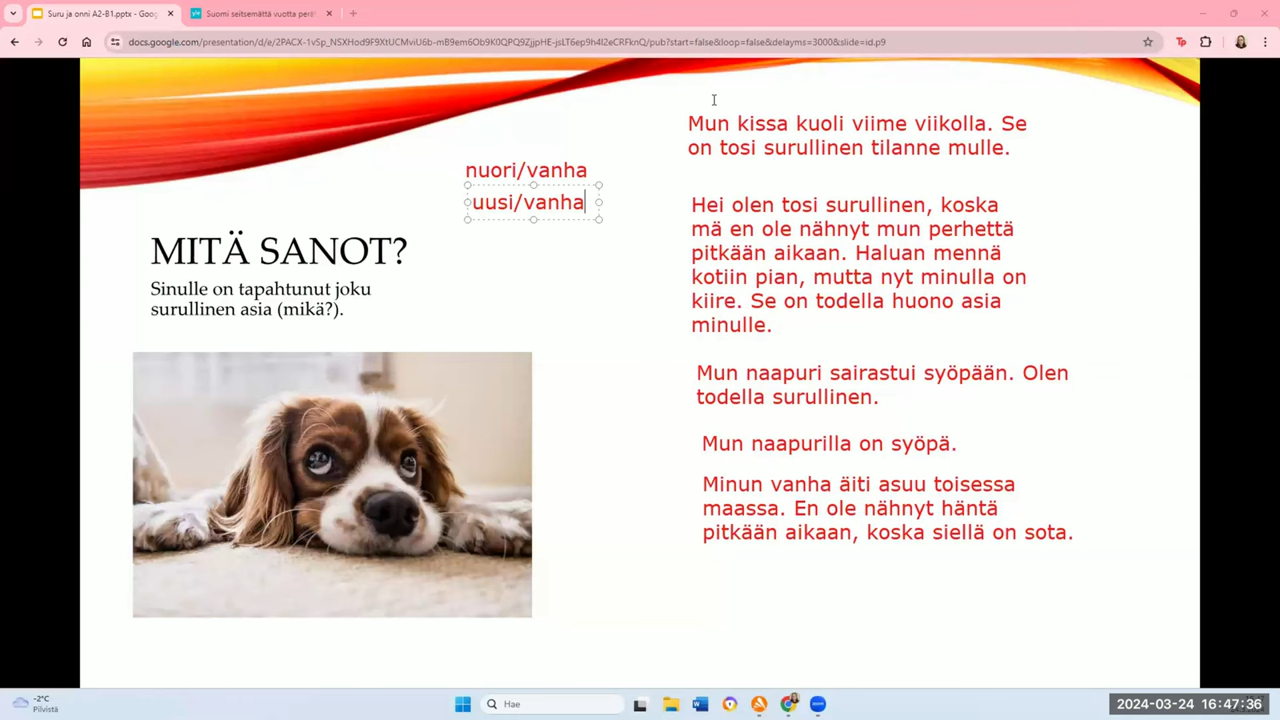 Suru ja onni A2-B1.pptx - Goog
Suomi seitsemättä vuotta perät
docs.google.com/presentation/d/e/2PACX-1vSp_NSXHod9F9XtUCMviU6b-mB9em6Ob9K0QPQ9ZjjpHE-jsLT6ep9h4l2eCRFknQ/pub?start=false&loop=false&delayms=3000&slide=id.p9
nuori/vanha
uusi/vanha
MITÄ SANOT?
Sinulle on tapahtunut joku
surullinen asia (mikä?).
Mun kissa kuoli viime viikolla. Se
on tosi surullinen tilanne mulle.
Hei olen tosi surullinen, koska
mä en ole nähnyt mun perhettä
pitkään aikaan. Haluan mennä
kotiin pian, mutta nyt minulla on
kiire. Se on todella huono asia
minulle.
Mun naapuri sairastui syöpään. Olen
todella surullinen.
Mun naapurilla on syöpä.
Minun vanha äiti asuu toisessa
maassa. En ole nähnyt häntä
pitkään aikaan, koska siellä on sota.
-2°C
Pilvistä
Hae
2024-03-24 16:47:36